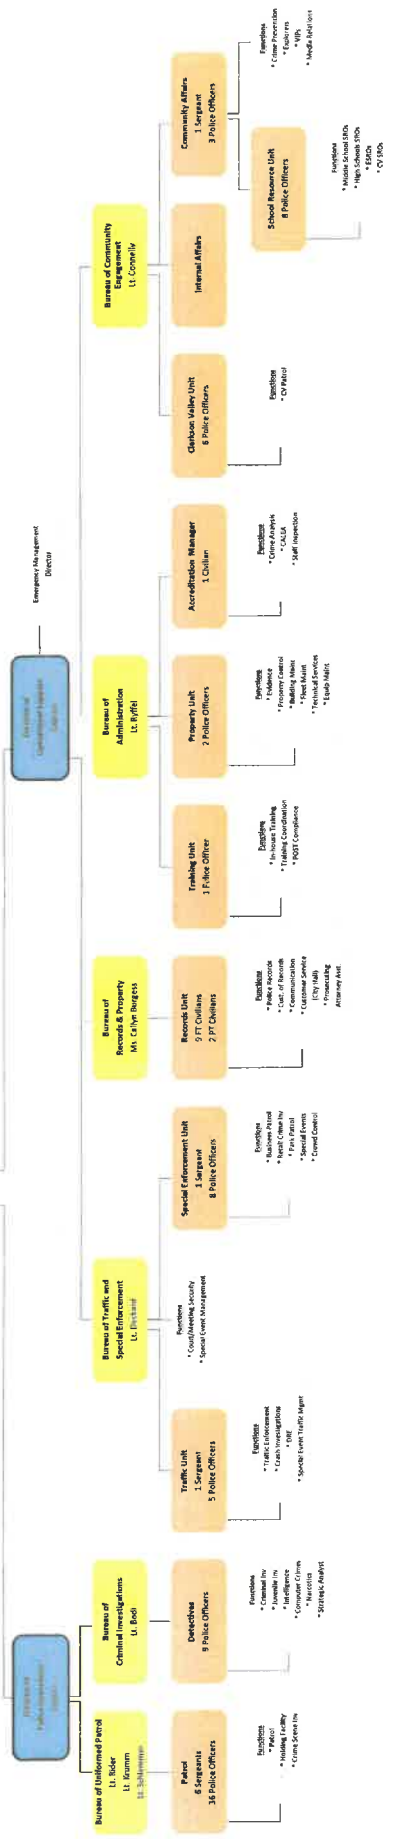 Emergency Management
Director
Bureau of Uniformed Patrol
Lt. Rider
Lt. Krumm
Bureau of
Criminal Investigations
Lt. Bodi
Bureau of Traffic and
Special Enforcement
Lt.
Bureau of
Records & Property
Ms. Callyn Burgess
Bureau of
Administration
Lt. Ryffel
Bureau of Community
Engagement
Lt. Connelly
Patrol
6 Sergeants
36 Police Officers
Functions
* Patrol
* Holding Facility
* Crime Scene Inv
Detectives
9 Police Officers
Functions
* Criminal Inv
* Juvenile Inv
* Intelligence
* Computer Crimes
* Narcotics
* Strategic Analyst
Functions
* Court/Meeting Security
* Special Event Management
Traffic Unit
1 Sergeant
5 Police Officers
Functions
* Traffic Enforcement
* Crash Investigations
* DRE
* Special Event Traffic Mgmt
Special Enforcement Unit
1 Sergeant
8 Police Officers
Functions
* Business Patrol
* Retail Crime Inv
* Park Patrol
* Special Events
* Crowd Control
Records Unit
9 FT Civilians
2 PT Civilians
Functions
* Police Records
* Cust. of Records
* Communication
* Customer Service
(City Hall)
* Prosecuting
Attorney Asst.
Training Unit
1 Police Officer
Functions
* In-house Training
* Training Coordination
* POST Compliance
Property Unit
2 Police Officers
Functions
* Evidence
* Property Control
* Building Maint
* Fleet Maint
* Technical Services
* Equip Maint
Accreditation Manager
1 Civilian
Functions
* Crime Analysis
* CALEA
* Staff Inspection
Clarkson Valley Unit
6 Police Officers
Functions
* CV Patrol
Internal Affairs
Community Affairs
1 Sergeant
3 Police Officers
Functions
* Crime Prevention
* Explorers
* VIPs
* Media Relations
School Resource Unit
8 Police Officers
Functions
* Middle School SROs
* High Schools SROs
* ESROs
* CV SROs